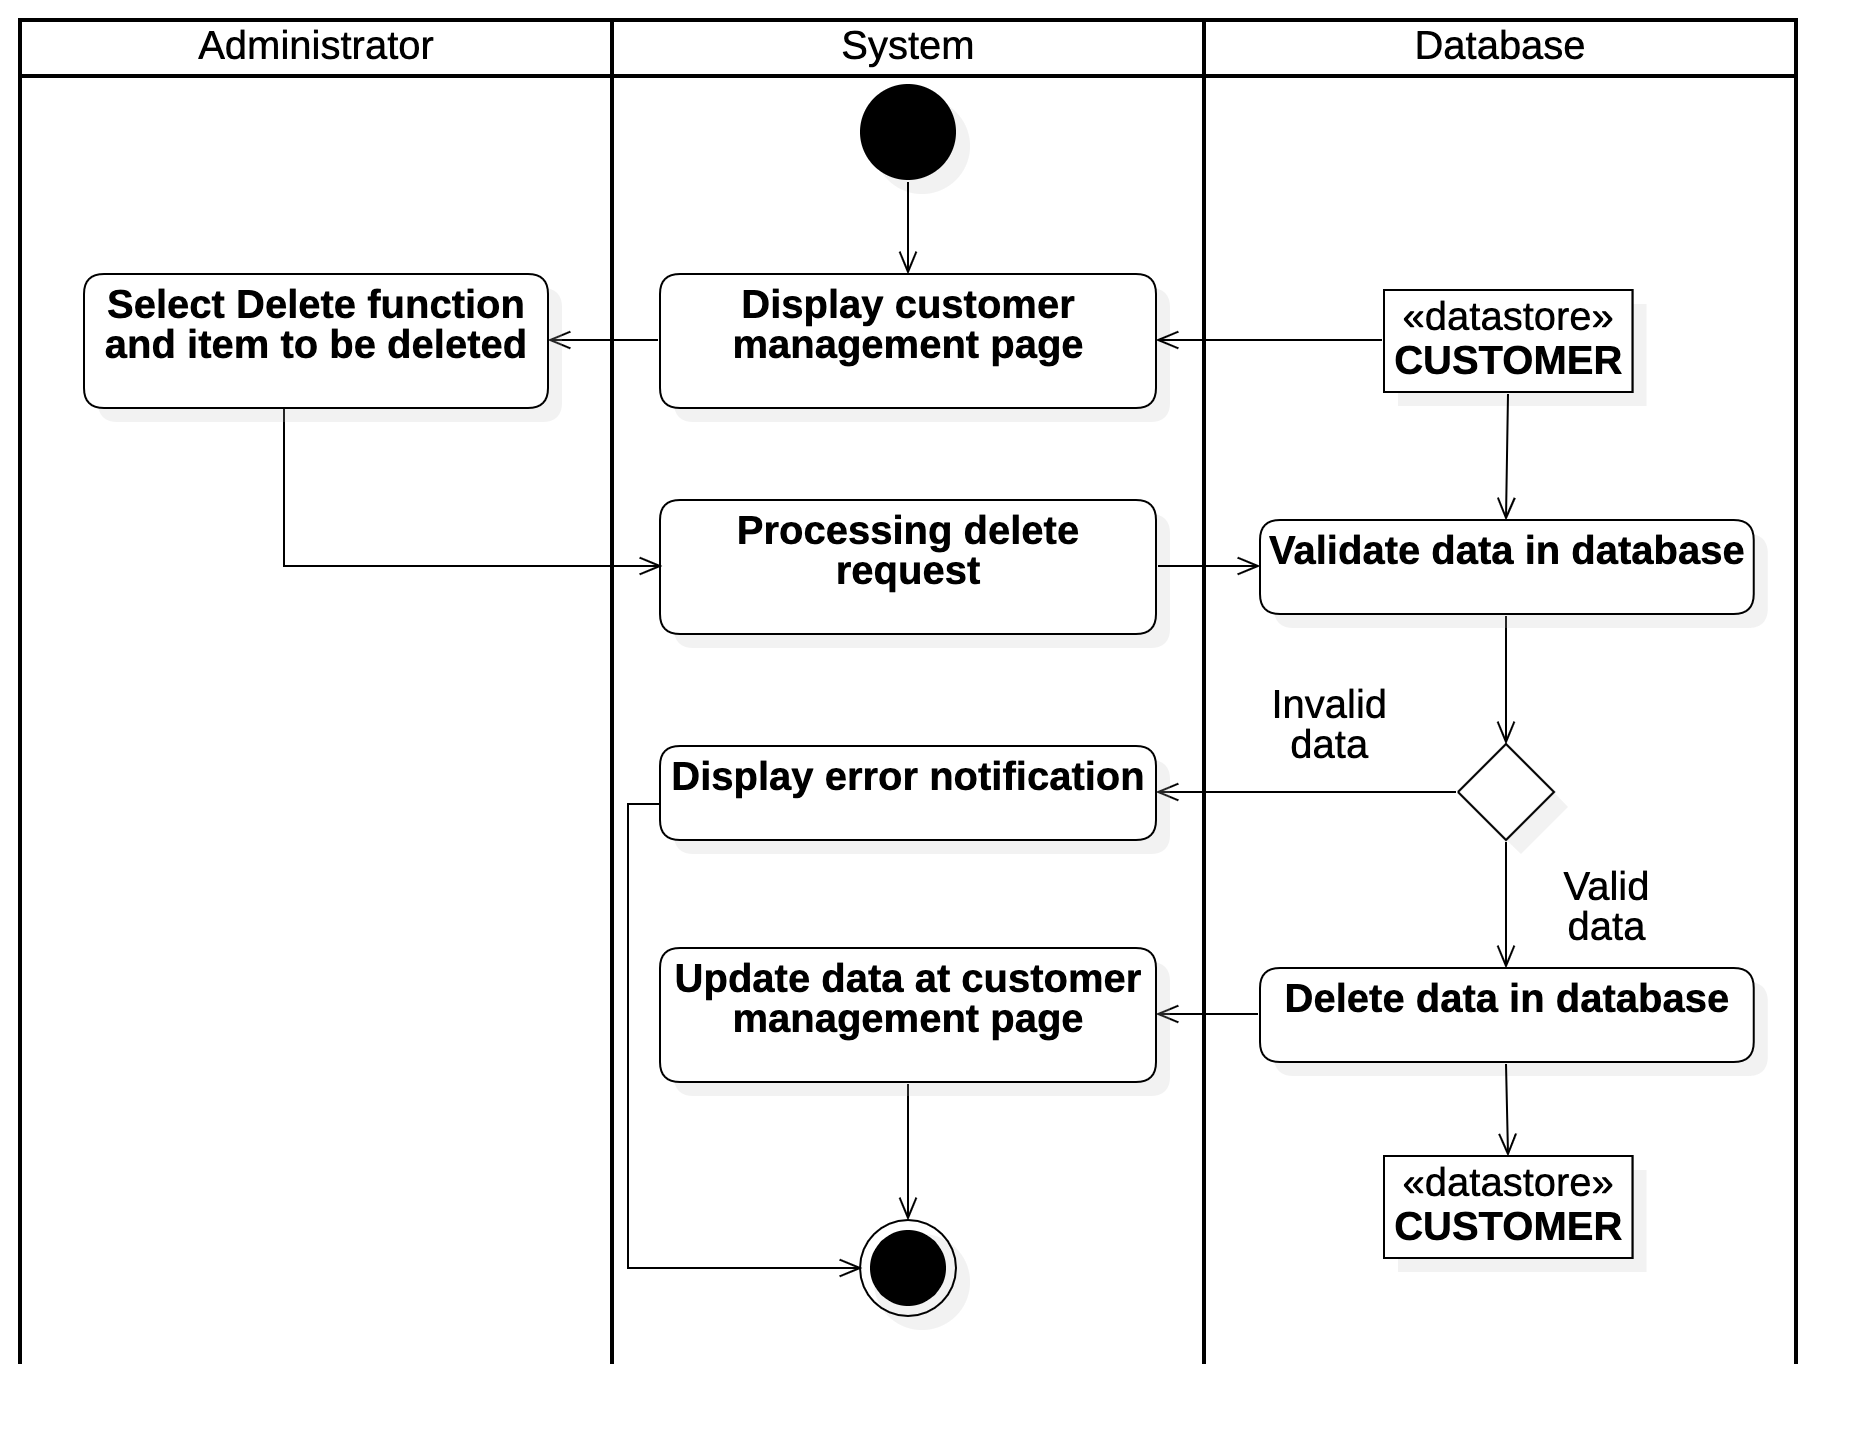 Administrator
System
Database
Select Delete function
and item to be deleted
Display customer
management page
«datastore»
CUSTOMER
Processing delete
request
Validate data in database
Invalid
data
Display error notification
Valid
data
Update data at customer
management page
Delete data in database
«datastore»
CUSTOMER